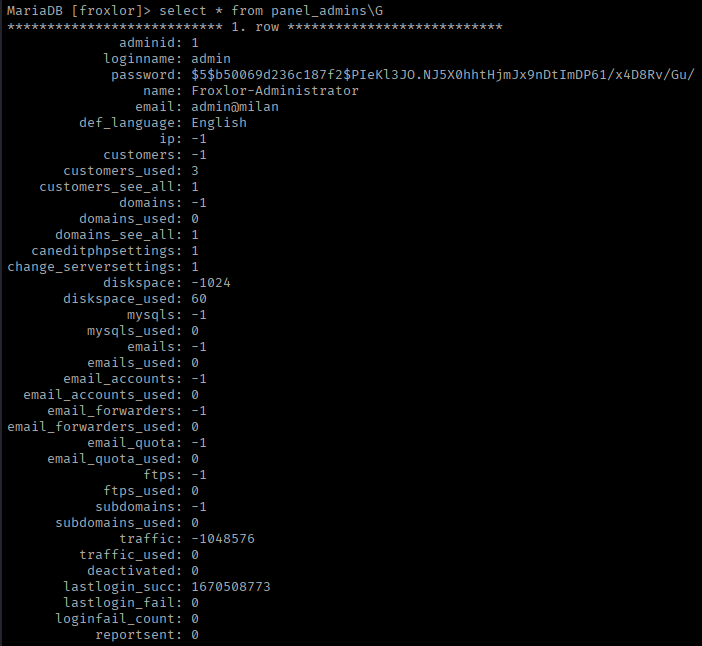 MariaDB [froxlor]> select * from panel_admins\G
*************************** 1. row ***************************
adminid: 1
loginname: admin
password: $5$b50069d236c187f2$PIeKl3JO.NJ5X0hhtHjmJx9nDtImDP61/x4D8Rv/Gu/
name: Froxlor-Administrator
email: admin@milan
def_language: English
ip: -1
customers: -1
customers_used: 3
customers_see_all: 1
domains: -1
domains_used: 0
domains_see_all: 1
caneditphpsettings: 1
change_serversettings: 1
diskspace: -1024
diskspace_used: 60
mysqls: -1
mysqls_used: 0
emails: -1
emails_used: 0
email_accounts: -1
email_accounts_used: 0
email_forwarders: -1
email_forwarders_used: 0
email_quota: -1
email_quota_used: 0
ftps: -1
ftps_used: 0
subdomains: -1
subdomains_used: 0
traffic: -1048576
traffic_used: 0
deactivated: 0
lastlogin_succ: 1670508773
lastlogin_fail: 0
loginfail_count: 0
reportsent: 0